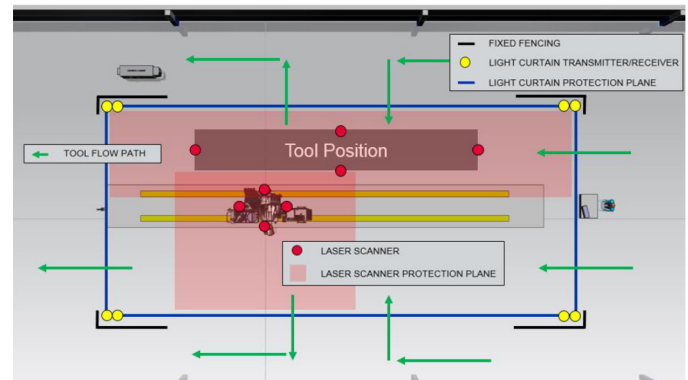 FIXED FENCING
LIGHT CURTAIN TRANSMITTER/RECEIVER
LIGHT CURTAIN PROTECTION PLANE
TOOL FLOW PATH
Tool Position
LASER SCANNER
LASER SCANNER PROTECTION PLANE